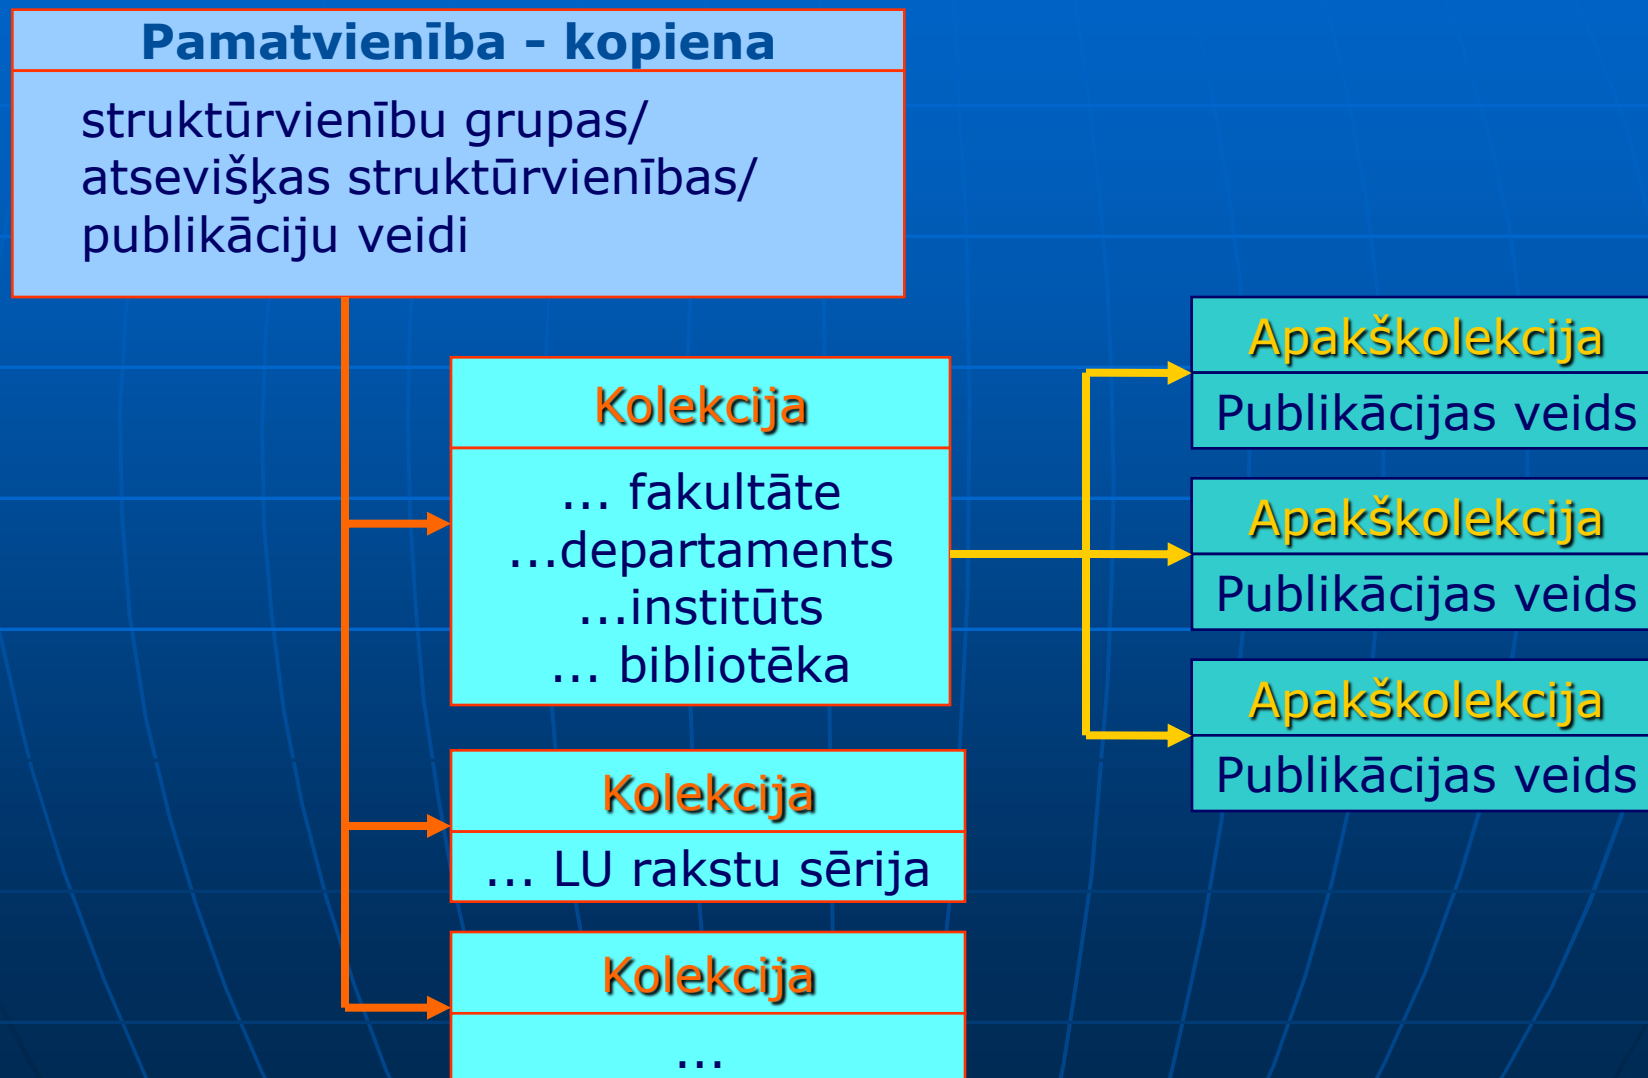 Pamatvienība - kopiena
struktūrvienību grupas/
atsevišķas struktūrvienības/
publikāciju veidi
Kolekcija
... fakultāte
...departaments
...institūts
... bibliotēka
Kolekcija
... LU rakstu sērija
Kolekcija
...
Apakškolekcija
Publikācijas veids
Apakškolekcija
Publikācijas veids
Apakškolekcija
Publikācijas veids